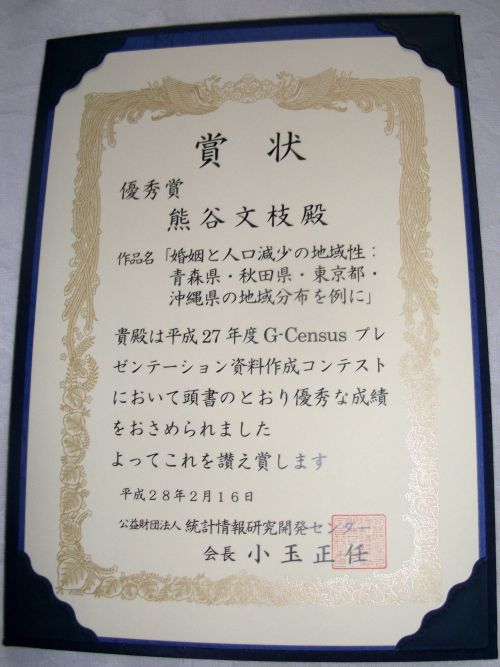 賞状
優秀賞
熊谷文枝殿
作品名「婚姻と人口減少の地域性：
青森県・秋田県・東京都・
沖縄県の地域分布を例に」
貴殿は平成27年度G-Census プレ
ゼンテーション資料作成コンテスト
において頭書のとおり優秀な成績
をおさめられました
よってこれを讃え賞します
平成28年2月16日
公益財団法人 統計情報研究開発センター
会長 小玉正任